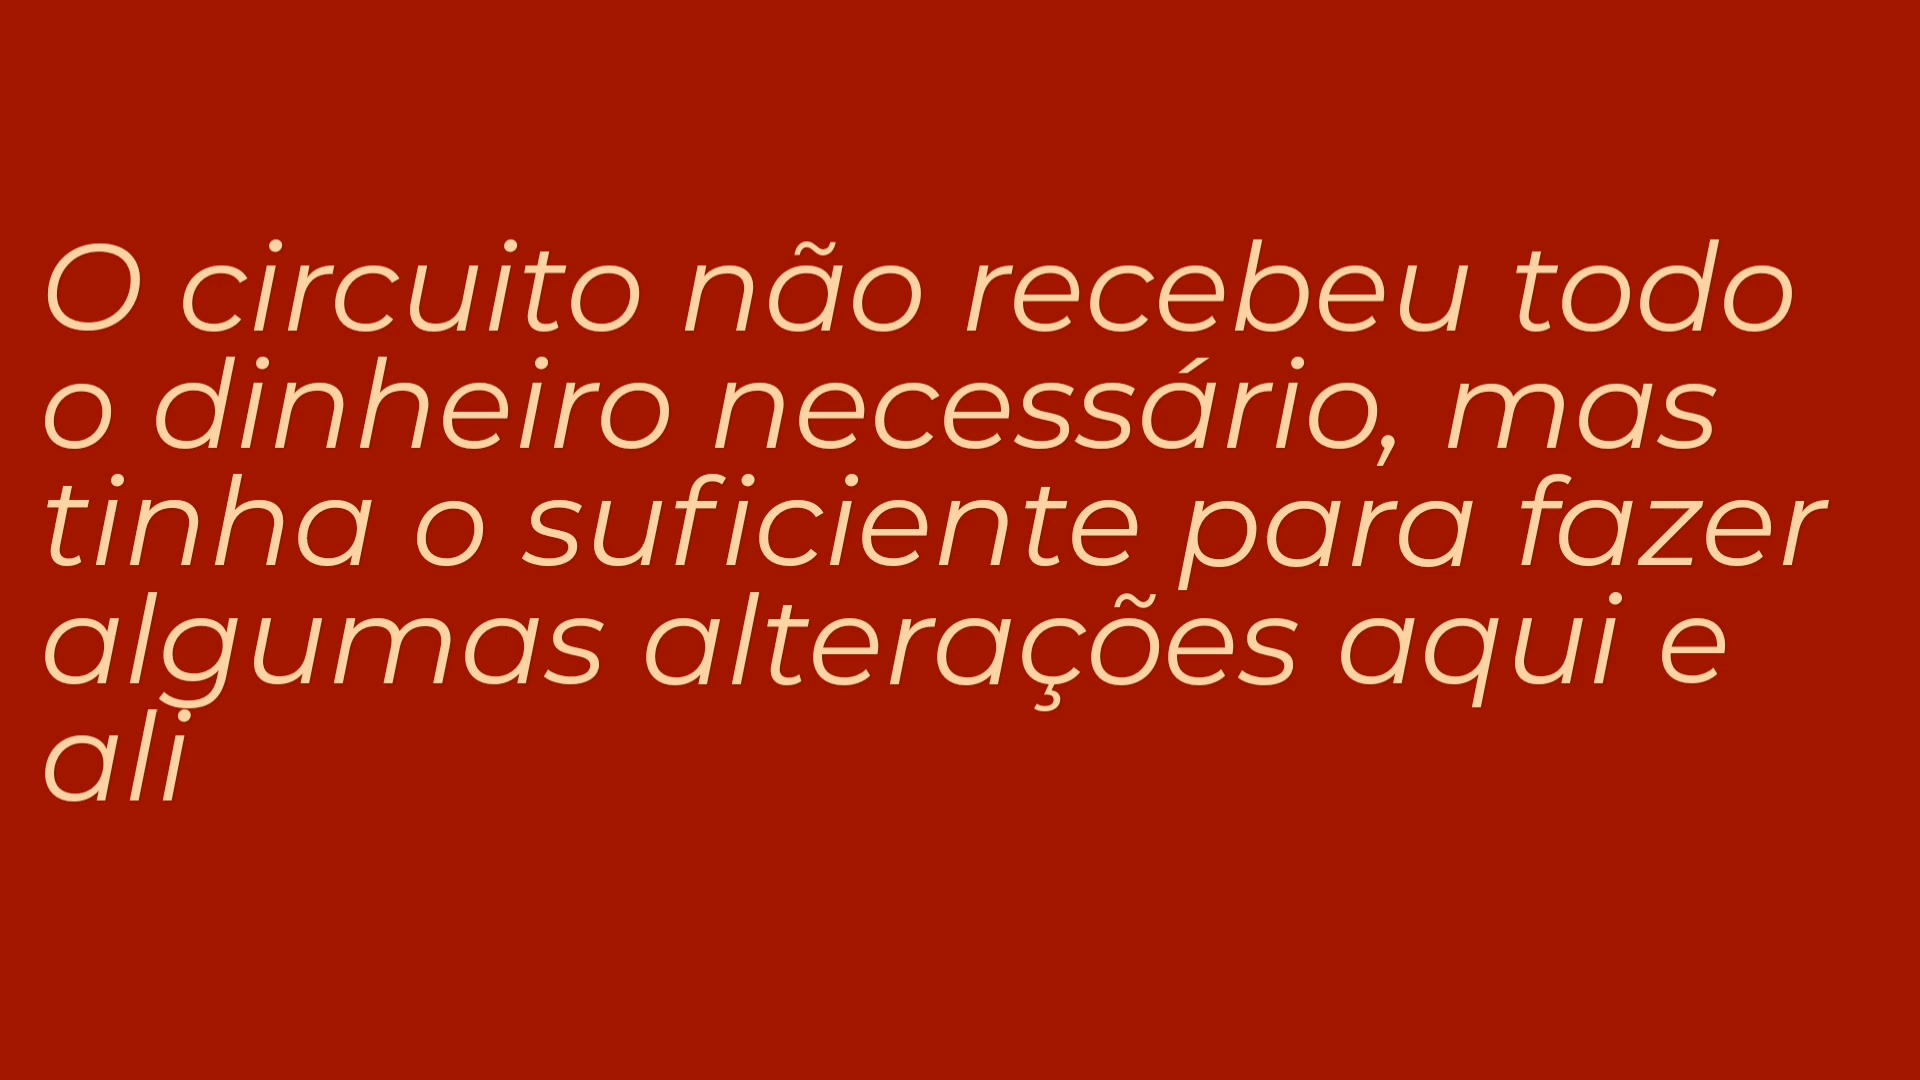 O circuito não recebeu todo
o dinheiro necessário, mas
tinha o suficiente para fazer
algumas alterações aqui e
ali